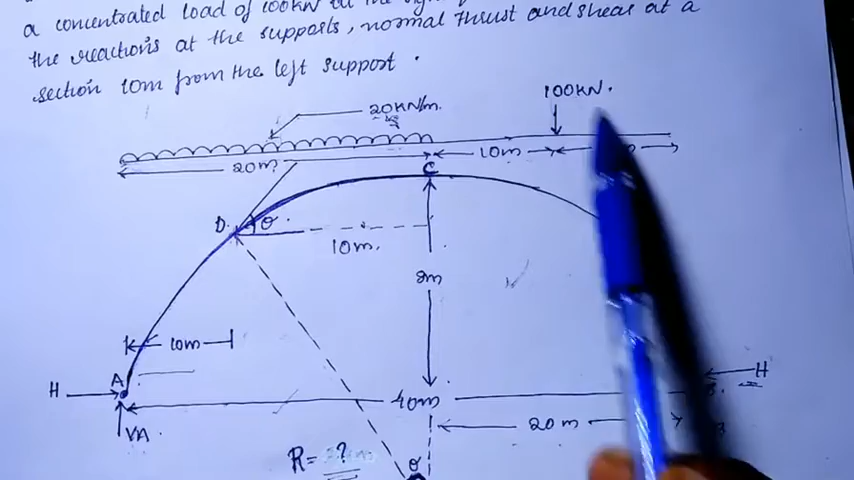 a concentrated load of 100kN at the
the reactions at the supports, normal thrust and shear at a
section 10m from the left support.
20kN/m.
100kN.
20m
10m
C
D
θ
10m.
8m
10m
H
A
VA
40m
H
B
20m
R = ?
O